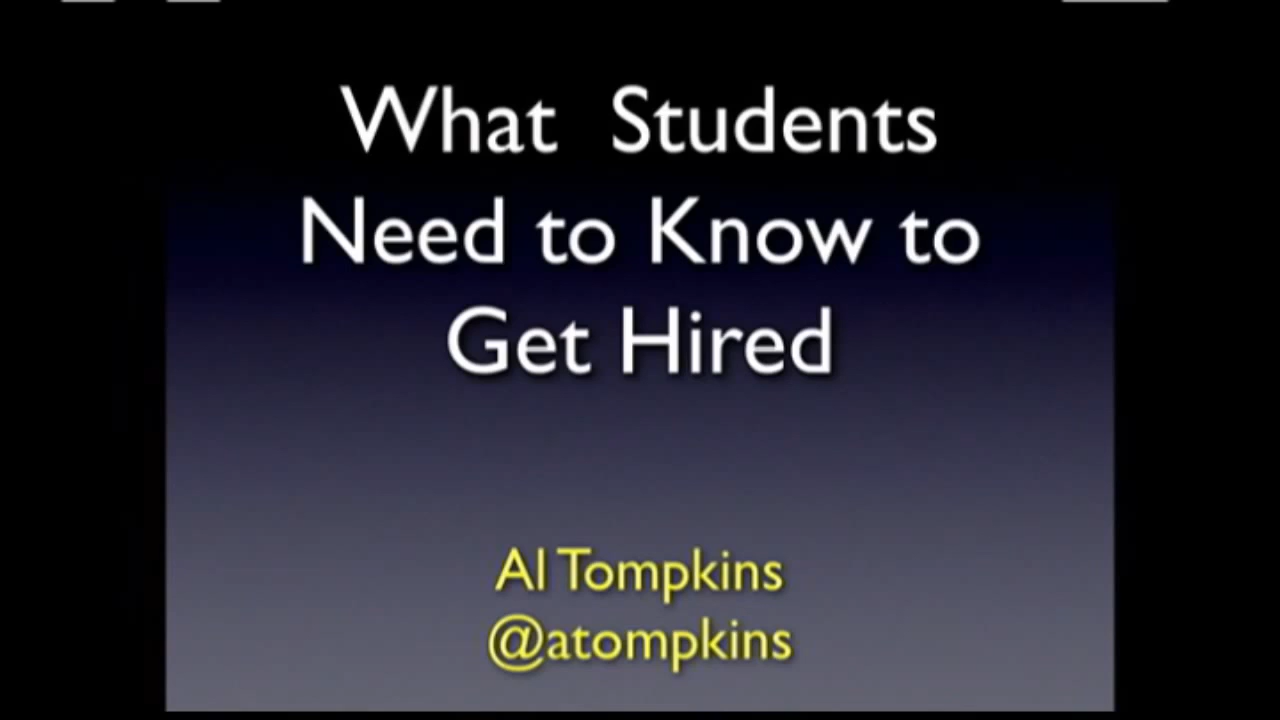 What Students
Need to Know to
Get Hired
Al Tompkins
@atompkins